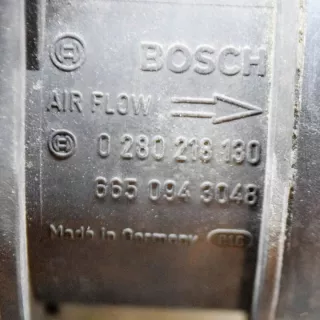 BOSCH
AIR FLOW
0 280 218 130
665 094 3048
Made in Germany